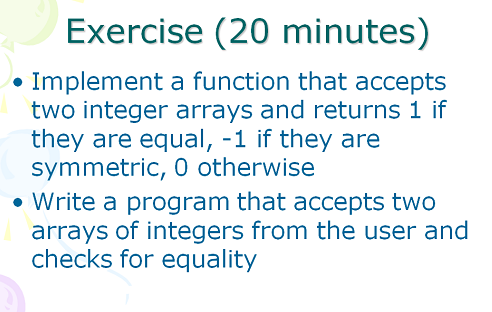 Exercise (20 minutes)
• Implement a function that accepts
two integer arrays and returns 1 if
they are equal, -1 if they are
symmetric, 0 otherwise
• Write a program that accepts two
arrays of integers from the user and
checks for equality